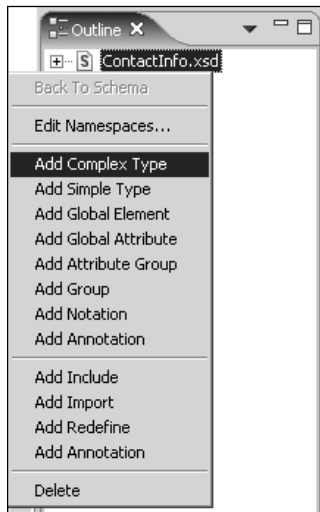 Outline
S ContactInfo.xsd
Back To Schema
Edit Namespaces...
Add Complex Type
Add Simple Type
Add Global Element
Add Global Attribute
Add Attribute Group
Add Group
Add Notation
Add Annotation
Add Include
Add Import
Add Redefine
Add Annotation
Delete